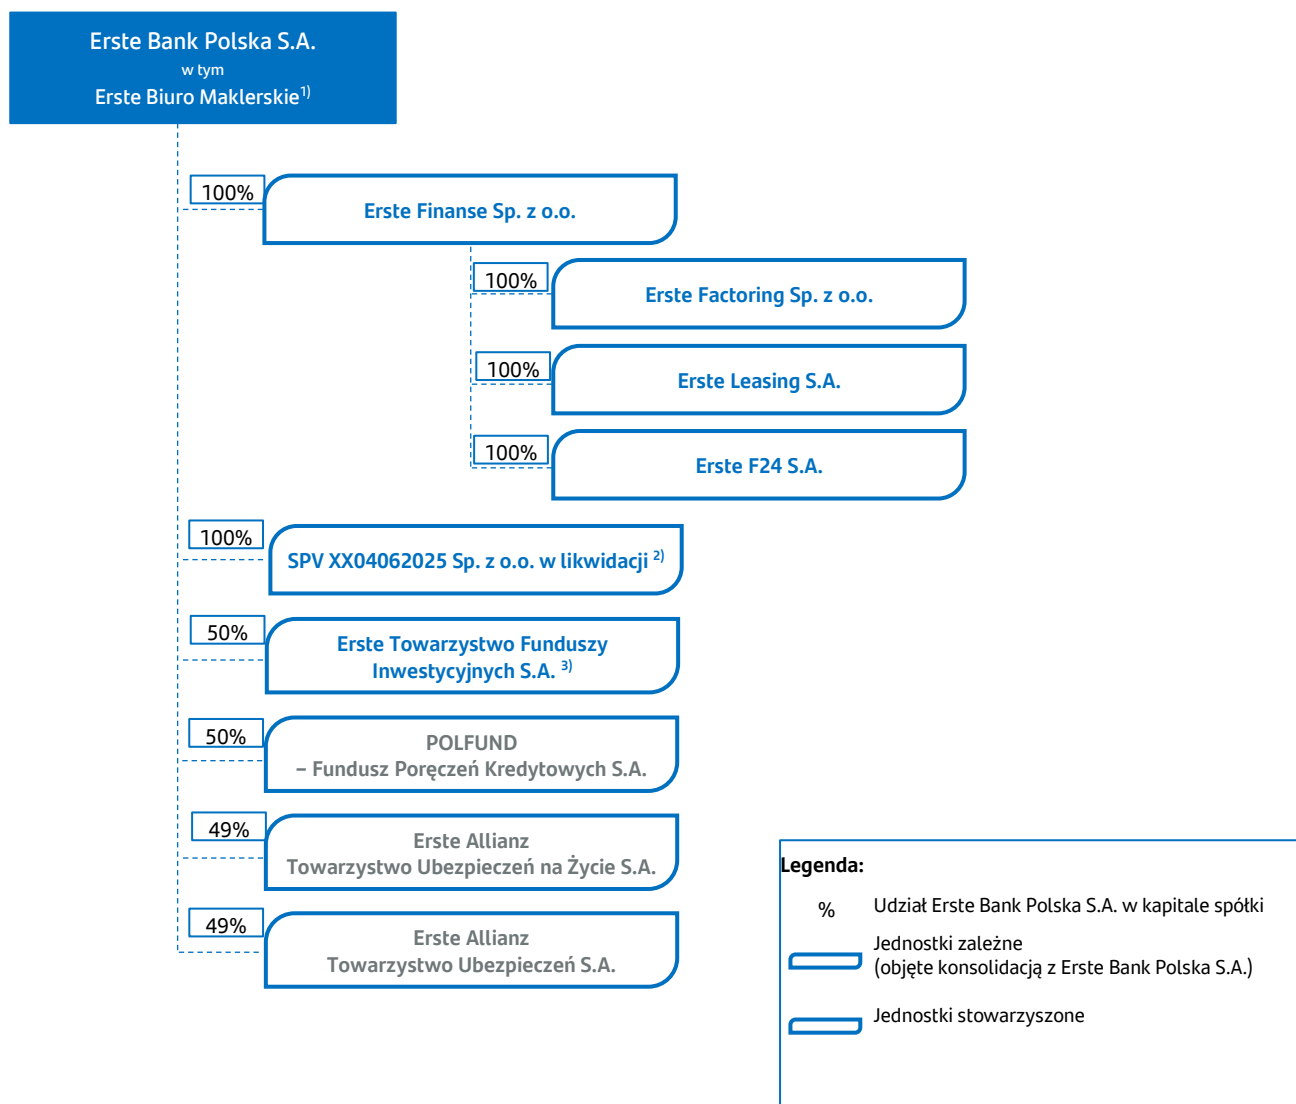 Erste Bank Polska S.A.
w tym
Erste Biuro Maklerskie1)
100%
Erste Finanse Sp. z o.o.
100%
Erste Factoring Sp. z o.o.
100%
Erste Leasing S.A.
100%
Erste F24 S.A.
100%
SPV XX04062025 Sp. z o.o. w likwidacji 2)
50%
Erste Towarzystwo Funduszy
Inwestycyjnych S.A. 3)
50%
POLFUND
– Fundusz Poręczeń Kredytowych S.A.
49%
Erste Allianz
Towarzystwo Ubezpieczeń na Życie S.A.
49%
Erste Allianz
Towarzystwo Ubezpieczeń S.A.
Legenda:
% Udział Erste Bank Polska S.A. w kapitale spółki
Jednostki zależne
(objęte konsolidacją z Erste Bank Polska S.A.)
Jednostki stowarzyszone